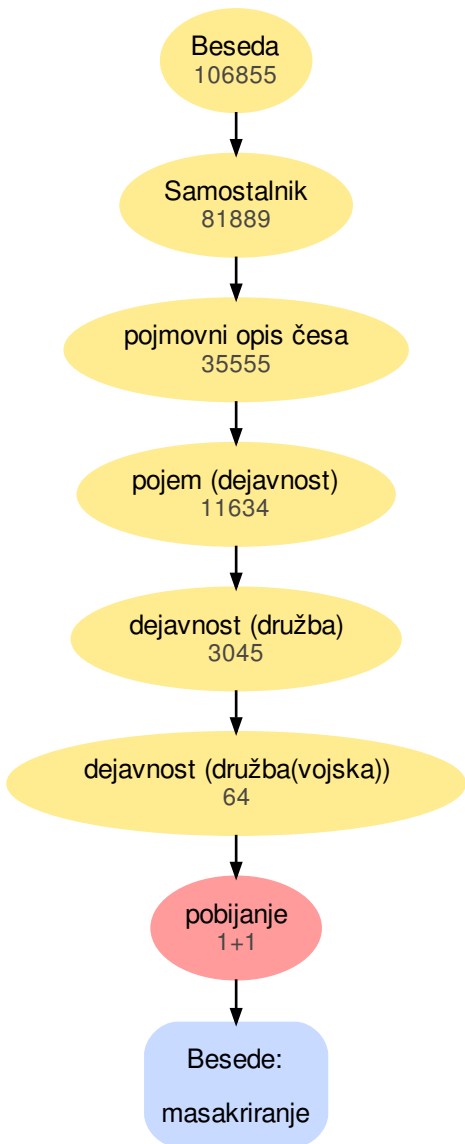 Beseda
106855
Samostalnik
81889
pojmovni opis česa
35555
pojem (dejavnost)
11634
dejavnost (družba)
3045
dejavnost (družba(vojska))
64
pobijanje
1+1
Besede:
masakriranje